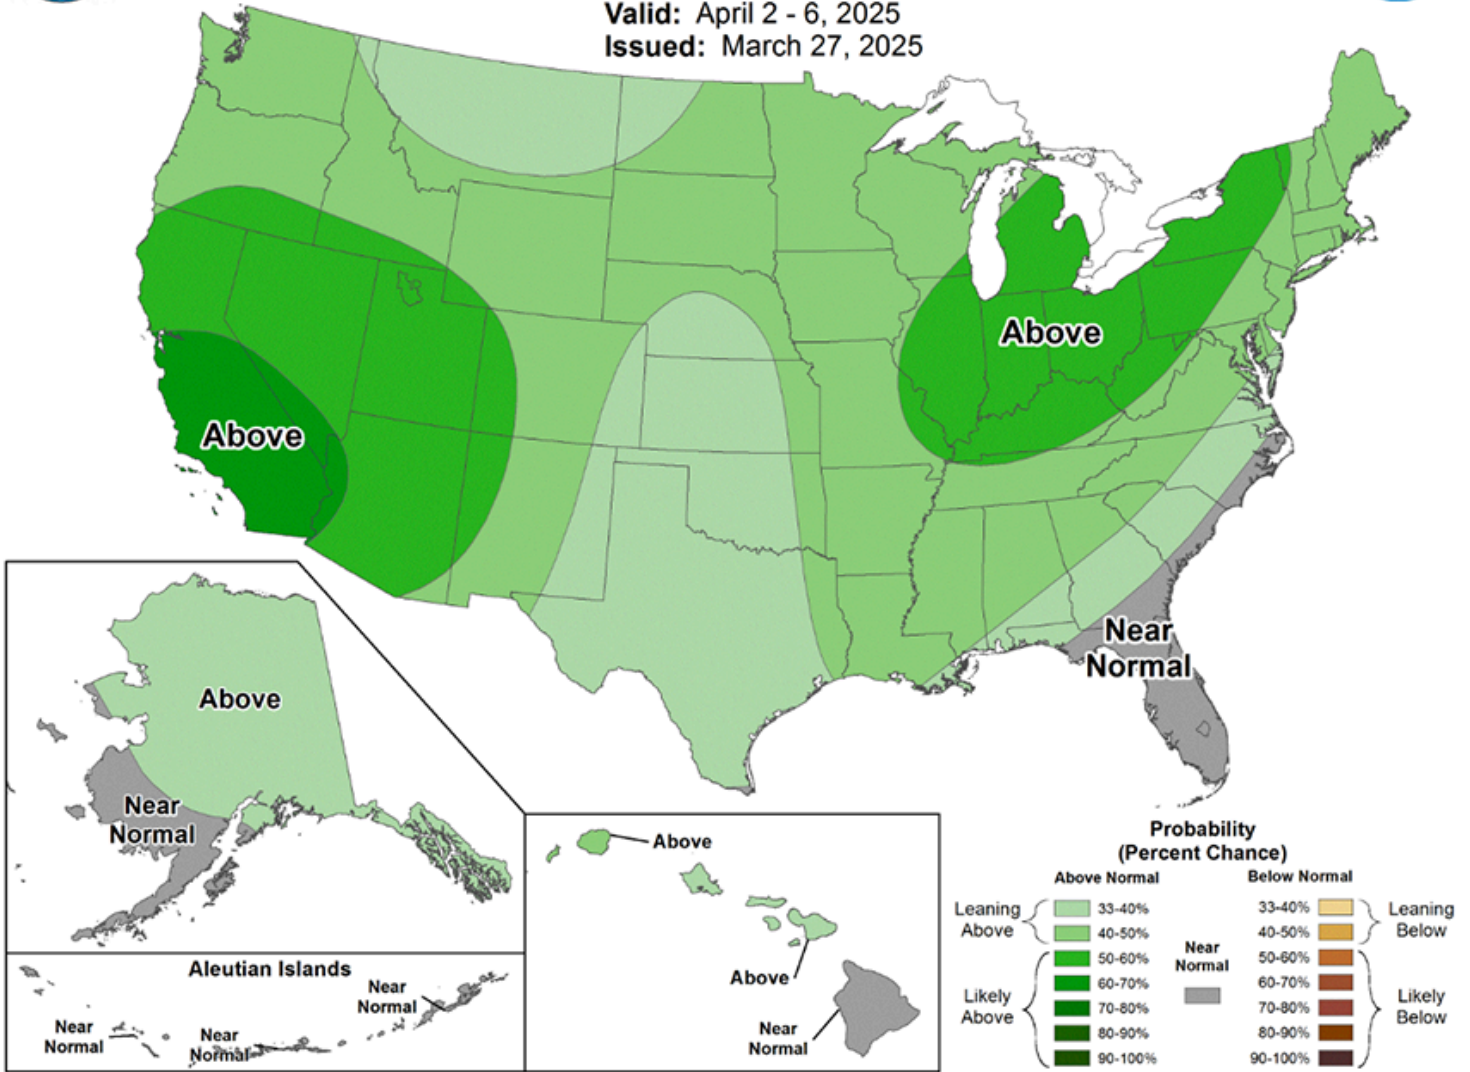 Valid: April 2 - 6, 2025
Issued: March 27, 2025
Above
Above
Near
Normal
Above
Near
Normal
Aleutian Islands
Near
Normal
Near
Normal
Near
Normal
Above
Above
Near
Normal
Probability
(Percent Chance)
Above Normal
Below Normal
Leaning
Above
33-40%
40-50%
Likely
Above
50-60%
60-70%
70-80%
80-90%
90-100%
Near
Normal
33-40%
40-50%
Leaning
Below
50-60%
60-70%
70-80%
80-90%
90-100%
Likely
Below